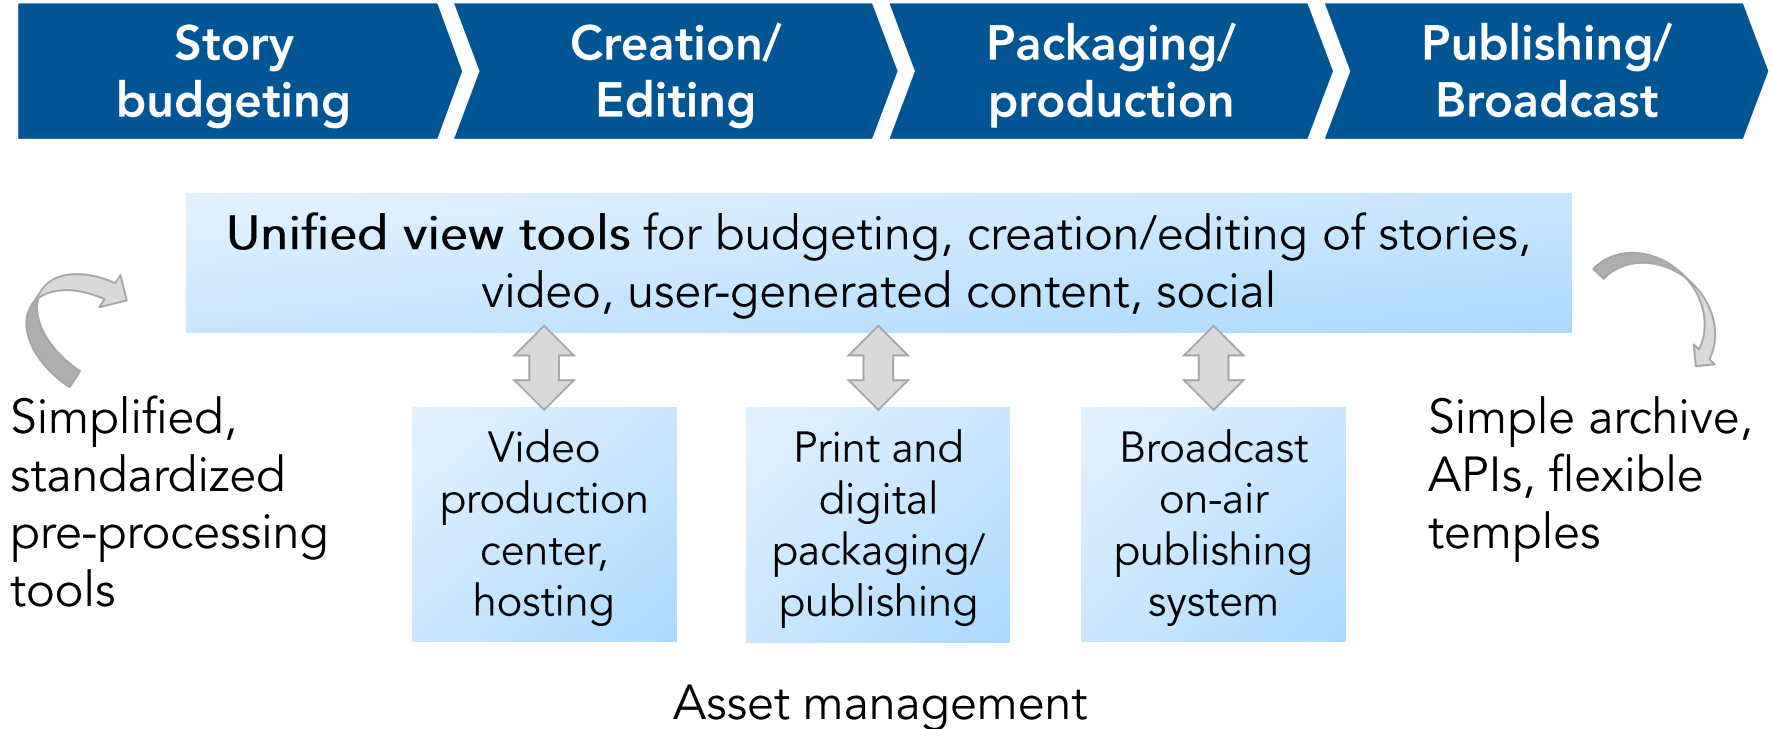 Story
budgeting
Creation/
Editing
Packaging/
production
Publishing/
Broadcast
Unified view tools for budgeting, creation/editing of stories,
video, user-generated content, social
Simplified,
standardized
pre-processing
tools
Video
production
center,
hosting
Print and
digital
packaging/
publishing
Broadcast
on-air
publishing
system
Simple archive,
APIs, flexible
temples
Asset management